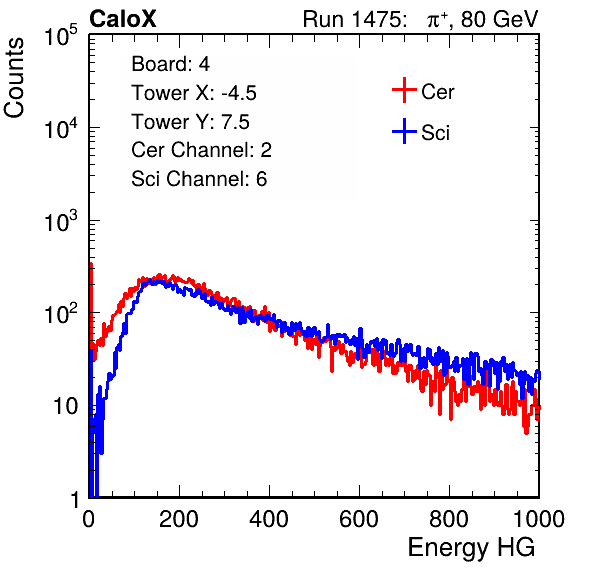 CaloX Run 1475: π⁺, 80 GeV
Counts
Board: 4
Tower X: -4.5
Tower Y: 7.5
Cer Channel: 2
Sci Channel: 6
Cer
Sci
10⁵
10⁴
10³
10²
10
1
0 200 400 600 800 1000
Energy HG